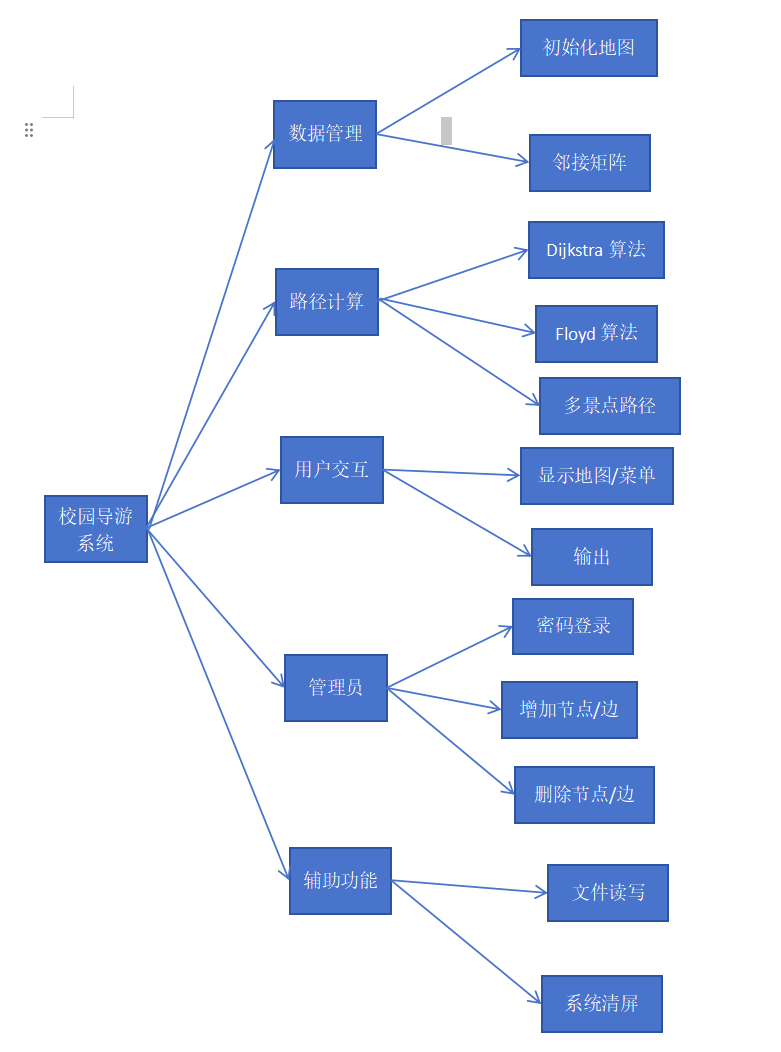 初始化地图
数据管理
邻接矩阵
Dijkstra 算法
路径计算
Floyd 算法
多景点路径
用户交互
显示地图/菜单
校园导游
系统
输出
密码登录
管理员
增加节点/边
删除节点/边
辅助功能
文件读写
系统清屏